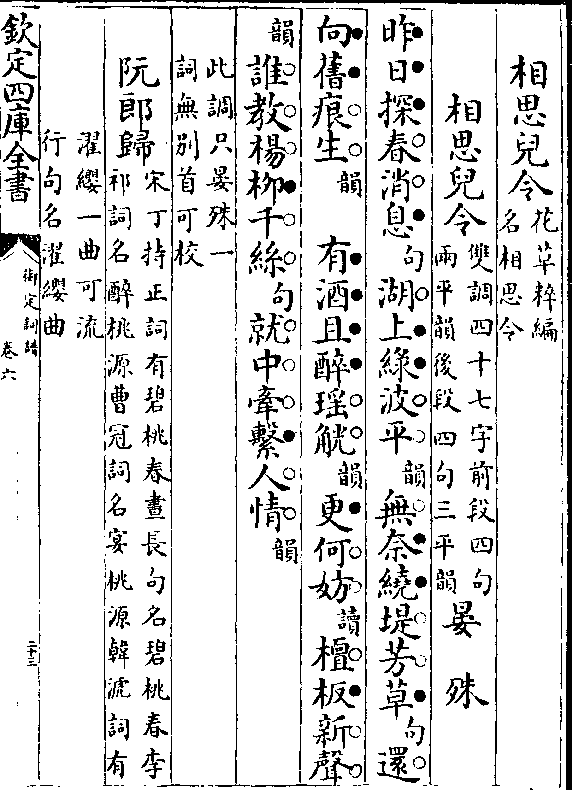 相思兒令花草粹編
名相思令
相思兒令雙調四十七字前段四句
兩平韻後段四句三平韻 晏殊
昨日探春消息句湖上綠波平韻無奈繞堤芳草句還
向舊痕生韻 有酒且醉瑤觥韻更何妨讀檀板新聲
韻誰教楊柳千絲句就中牽繫人情韻
此調只晏殊一
詞無別首可校
阮郎歸宋丁持正詞有碧桃春晝長句名碧桃春李
祁詞名醉桃源曹冠詞名宴桃源韓淲詞有
濯纓一曲可流
行句名濯纓曲
欽定四庫全書
御定詞譜
卷六
二十三